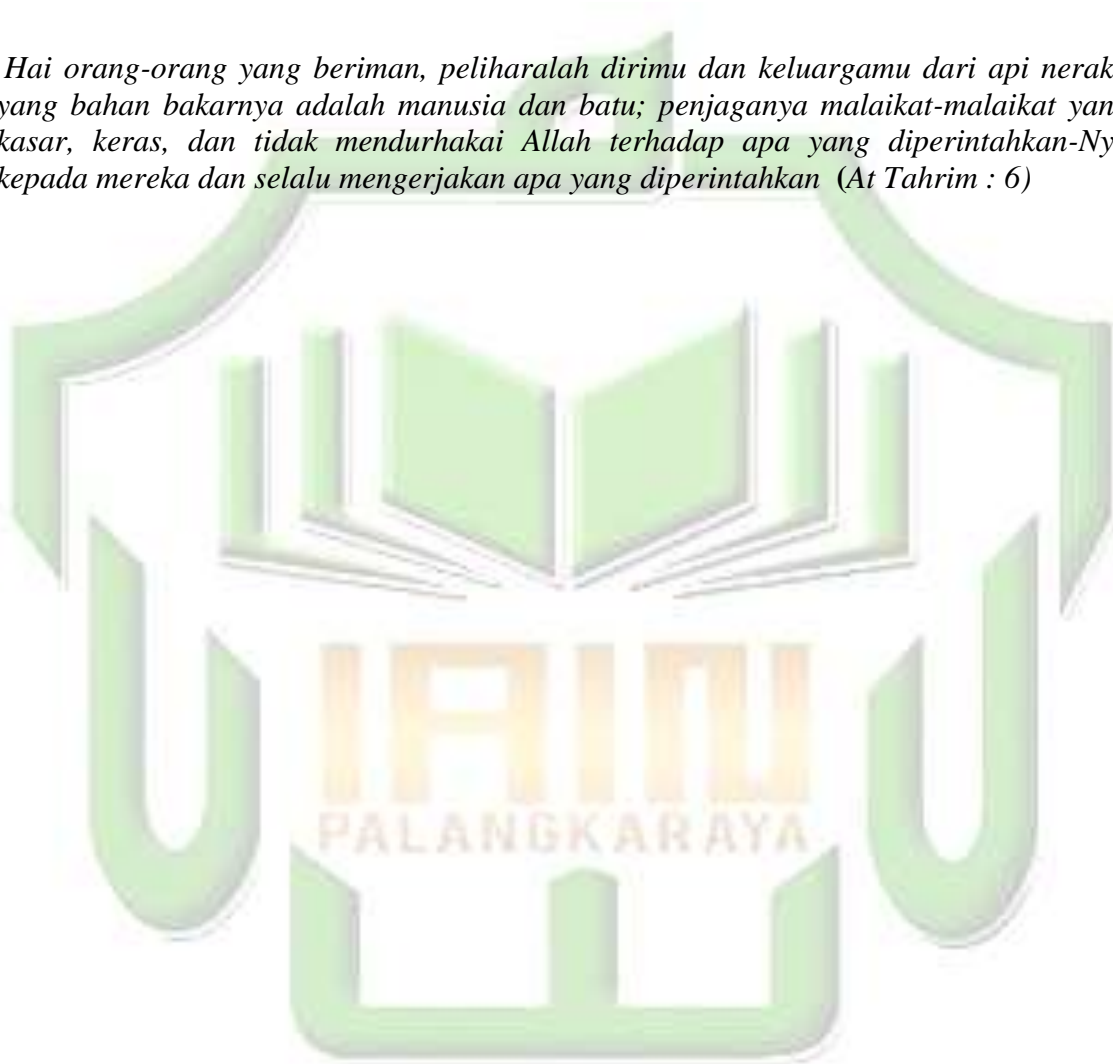 Hai orang-orang yang beriman, peliharalah dirimu dan keluargamu dari api nerak
yang bahan bakarnya adalah manusia dan batu; penjaganya malaikat-malaikat yan
kasar, keras, dan tidak mendurhakai Allah terhadap apa yang diperintahkan-Ny
kepada mereka dan selalu mengerjakan apa yang diperintahkan (At Tahrim : 6)
IAIN
PALANGKARAYA